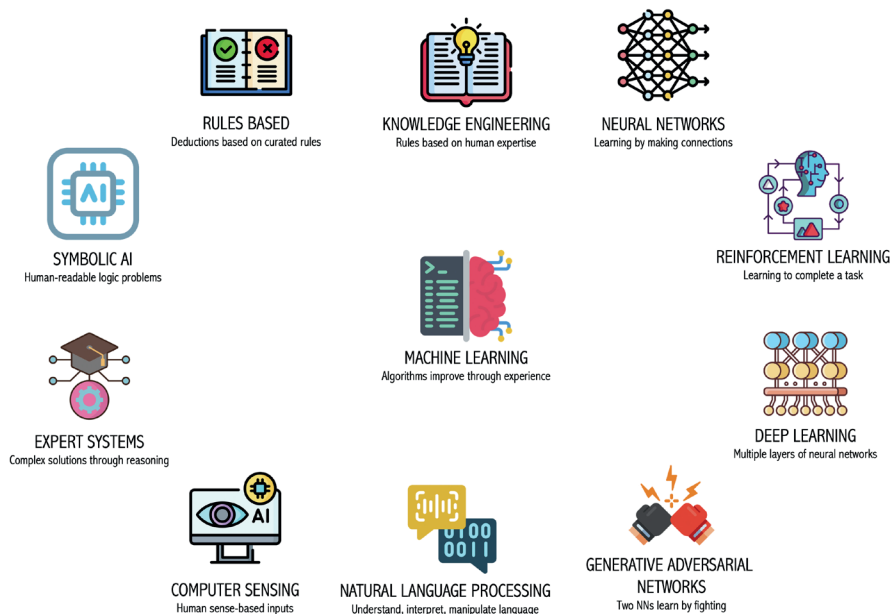 RULES BASED
Deductions based on curated rules
KNOWLEDGE ENGINEERING
Rules based on human expertise
NEURAL NETWORKS
Learning by making connections
AI
SYMBOLIC AI
Human-readable logic problems
REINFORCEMENT LEARNING
Learning to complete a task
MACHINE LEARNING
Algorithms improve through experience
EXPERT SYSTEMS
Complex solutions through reasoning
DEEP LEARNING
Multiple layers of neural networks
AI
COMPUTER SENSING
Human sense-based inputs
0100
0011
NATURAL LANGUAGE PROCESSING
Understand, interpret, manipulate language
GENERATIVE ADVERSARIAL
NETWORKS
Two NNs learn by fighting